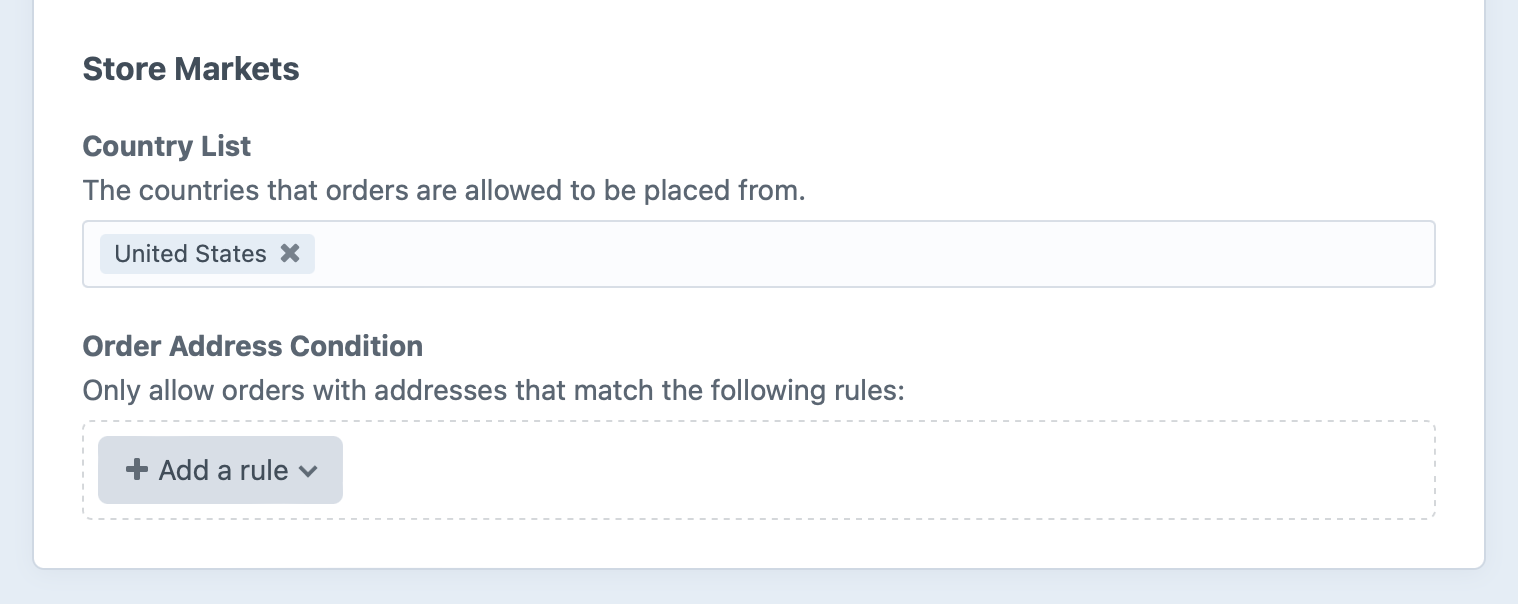 Store Markets
Country List
The countries that orders are allowed to be placed from.
United States
Order Address Condition
Only allow orders with addresses that match the following rules:
Add a rule